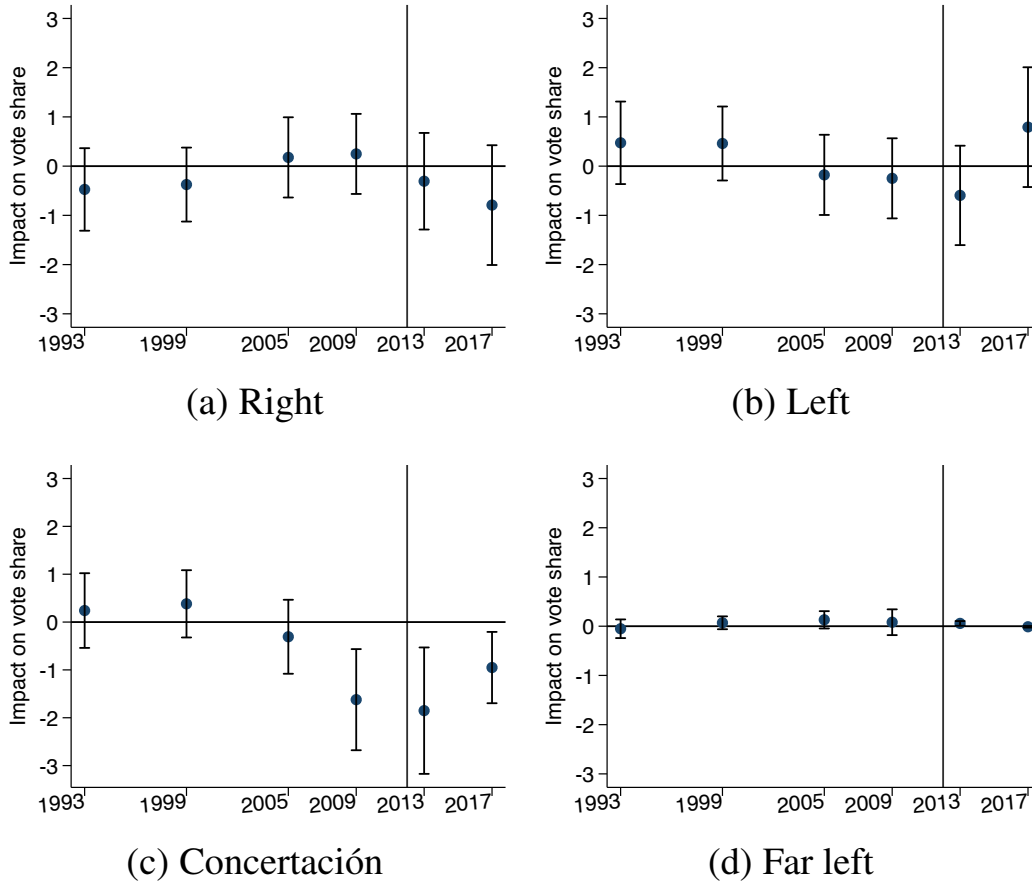 3
2
1
0
-1
-2
-3
Impact on vote share
1993 1999 2005 2009 2013 2017
(a) Right
3
2
1
0
-1
-2
-3
Impact on vote share
1993 1999 2005 2009 2013 2017
(b) Left
3
2
1
0
-1
-2
-3
Impact on vote share
1993 1999 2005 2009 2013 2017
(c) Concertación
3
2
1
0
-1
-2
-3
Impact on vote share
1993 1999 2005 2009 2013 2017
(d) Far left